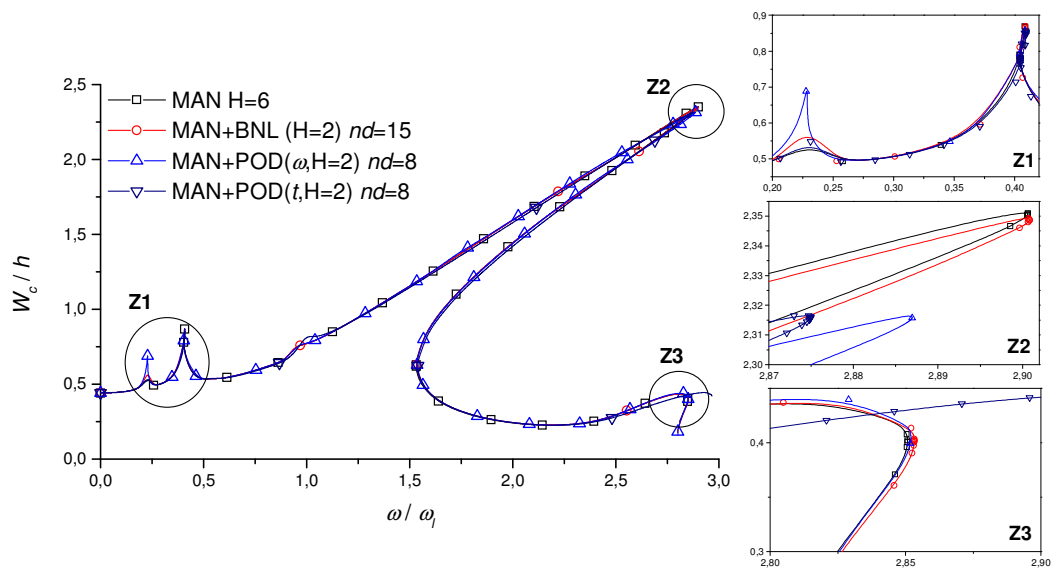 2,5
2,0
1,5
1,0
0,5
0,0
W_c / h
MAN H=6
MAN+BNL (H=2) nd=15
MAN+POD(ω,H=2) nd=8
MAN+POD(t,H=2) nd=8
Z1
Z2
Z3
0,0 0,5 1,0 1,5 2,0 2,5 3,0
ω / ω_l
0,9
0,8
0,7
0,6
0,5
Z1
0,20 0,25 0,30 0,35 0,40
2,35
2,34
2,33
2,32
2,31
2,30
Z2
2,87 2,88 2,89 2,90
0,4
0,3
Z3
2,80 2,85 2,90